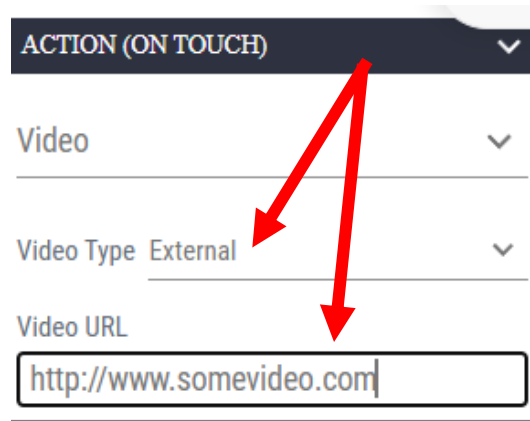 ACTION (ON TOUCH)
Video
Video Type External
Video URL
http://www.somevideo.com